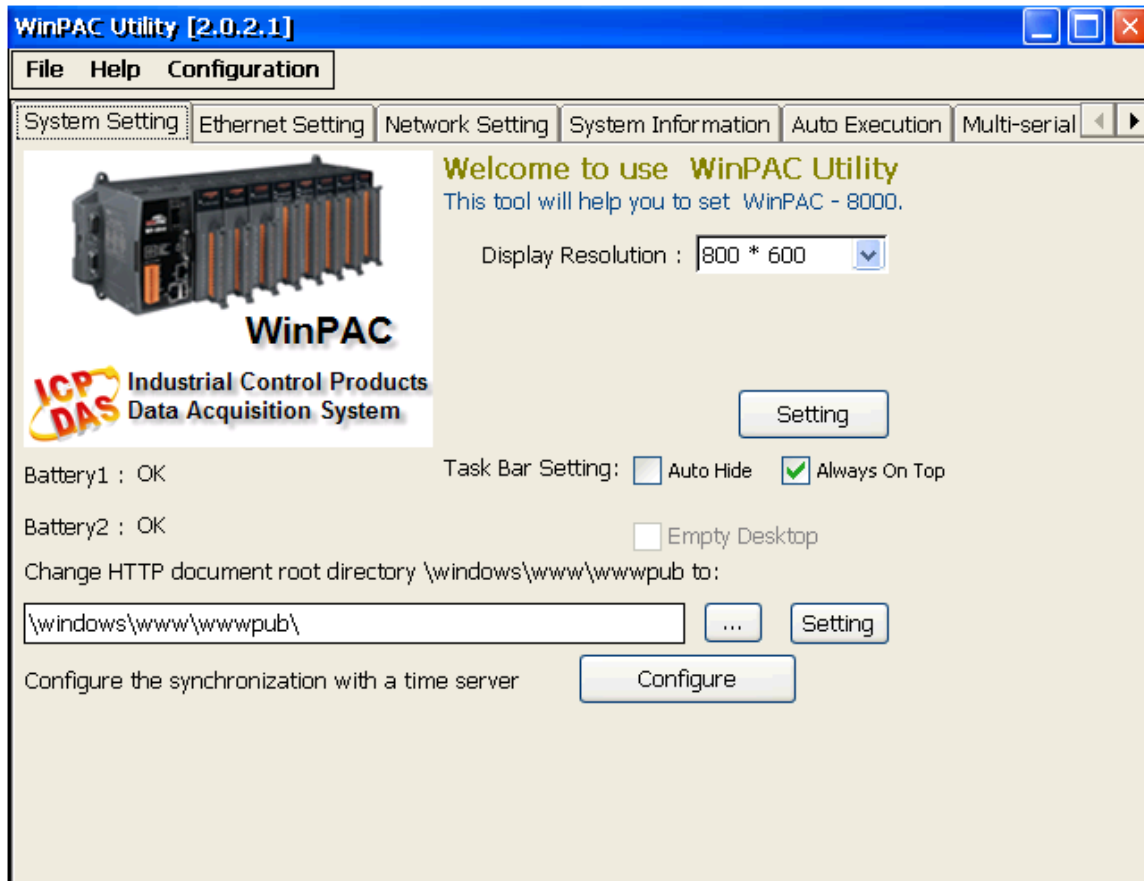 WinPAC Utility [2.0.2.1]
File Help Configuration
System Setting Ethernet Setting Network Setting System Information Auto Execution Multi-serial
Welcome to use WinPAC Utility
This tool will help you to set WinPAC - 8000.
Display Resolution : 800 * 600
WinPAC
ICP DAS
Industrial Control Products
Data Acquisition System
Setting
Battery1 : OK
Task Bar Setting: Auto Hide Always On Top
Battery2 : OK
Empty Desktop
Change HTTP document root directory \windows\www\wwwpub to:
\windows\www\wwwpub\ ... Setting
Configure the synchronization with a time server Configure